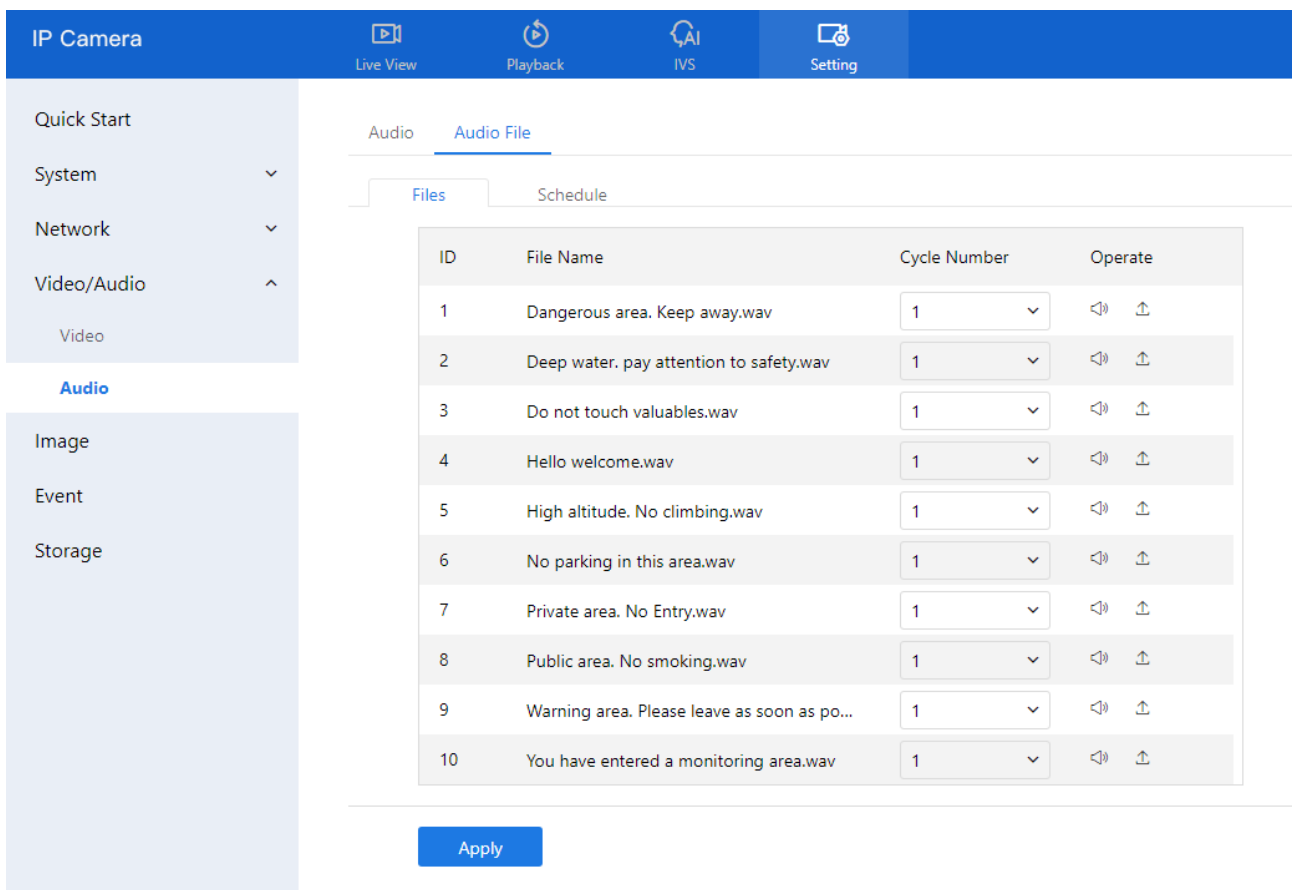 IP Camera
Live View
Playback
AI
IVS
Setting
Quick Start
System
Network
Video/Audio
Video
Audio
Image
Event
Storage
Audio Audio File
Files Schedule
ID File Name Cycle Number Operate
1 Dangerous area. Keep away.wav 1
2 Deep water. pay attention to safety.wav 1
3 Do not touch valuables.wav 1
4 Hello welcome.wav 1
5 High altitude. No climbing.wav 1
6 No parking in this area.wav 1
7 Private area. No Entry.wav 1
8 Public area. No smoking.wav 1
9 Warning area. Please leave as soon as po... 1
10 You have entered a monitoring area.wav 1
Apply